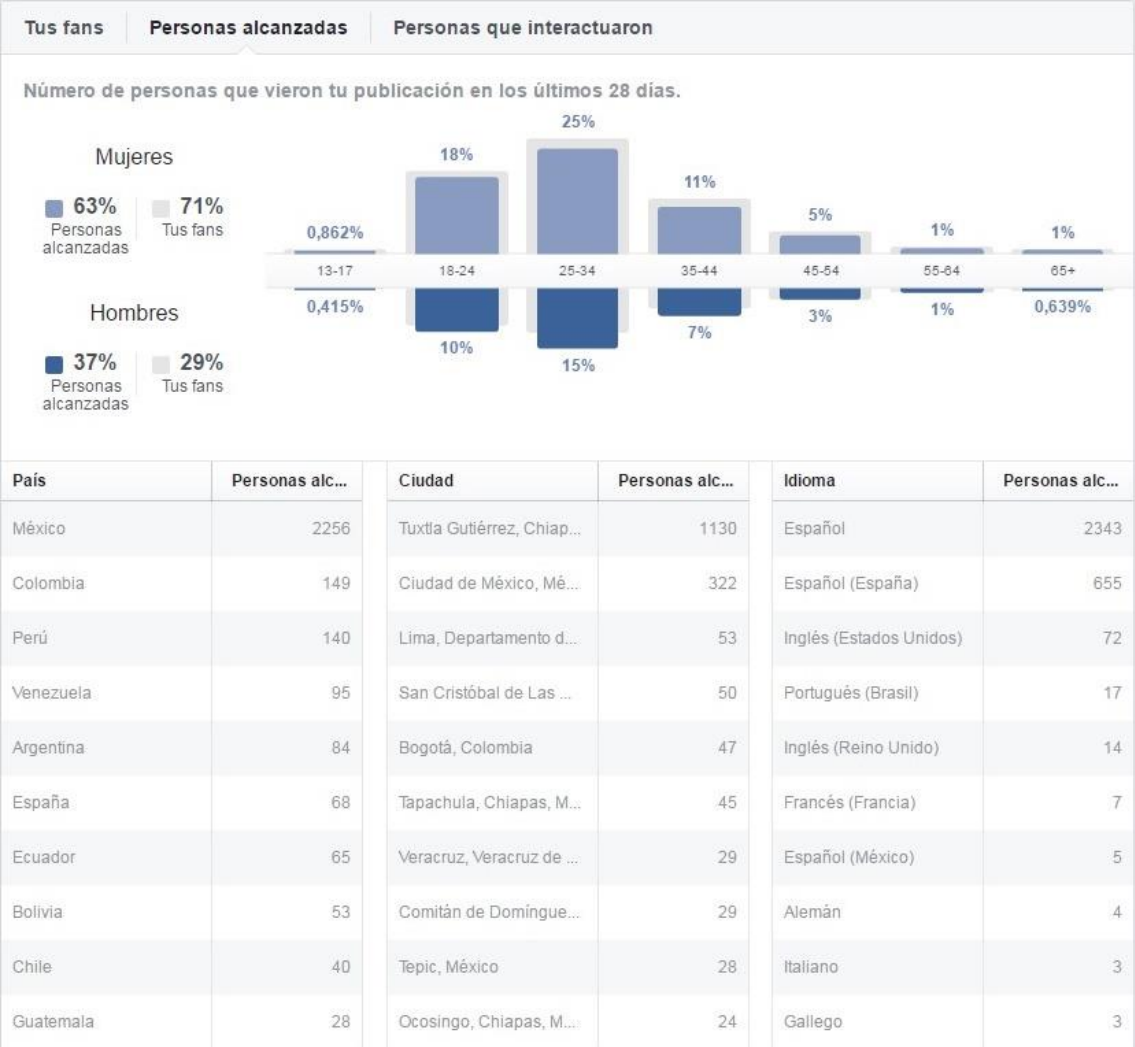 Tus fans Personas alcanzadas Personas que interactuaron
Número de personas que vieron tu publicación en los últimos 28 días.
Mujeres
63% 71%
Personas alcanzadas Tus fans
0,862% 18% 25% 11% 5% 1% 1%
13-17 18-24 25-34 35-44 45-54 55-64 65+
0,415% 10% 15% 7% 3% 1% 0,639%
Hombres
37% 29%
Personas alcanzadas Tus fans
País Personas alc... Ciudad Personas alc... Idioma Personas alc...
México 2256 Tuxtla Gutiérrez, Chiap... 1130 Español 2343
Colombia 149 Ciudad de México, Mé... 322 Español (España) 655
Perú 140 Lima, Departamento d... 53 Inglés (Estados Unidos) 72
Venezuela 95 San Cristóbal de Las ... 50 Portugués (Brasil) 17
Argentina 84 Bogotá, Colombia 47 Inglés (Reino Unido) 14
España 68 Tapachula, Chiapas, M... 45 Francés (Francia) 7
Ecuador 65 Veracruz, Veracruz de ... 29 Español (México) 5
Bolivia 53 Comitán de Domíngue... 29 Alemán 4
Chile 40 Tepic, México 28 Italiano 3
Guatemala 28 Ocosingo, Chiapas, M... 24 Gallego 3